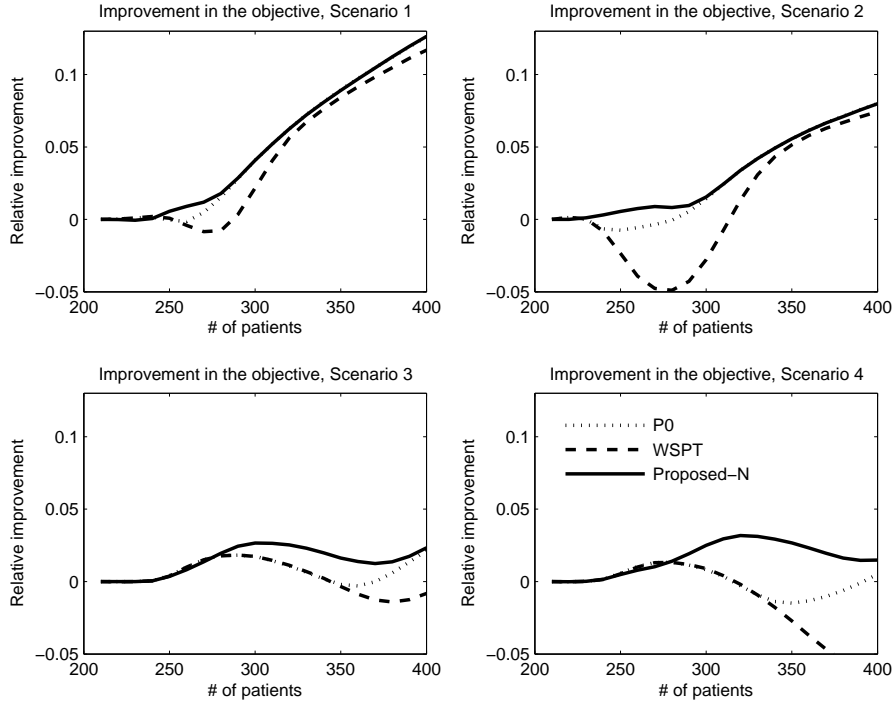 Improvement in the objective, Scenario 1
0.1
0.05
0
−0.05
Relative improvement
200 250 300 350 400
# of patients
Improvement in the objective, Scenario 2
0.1
0.05
0
−0.05
Relative improvement
200 250 300 350 400
# of patients
Improvement in the objective, Scenario 3
0.1
0.05
0
−0.05
Relative improvement
200 250 300 350 400
# of patients
Improvement in the objective, Scenario 4
0.1
0.05
0
−0.05
Relative improvement
P0
WSPT
Proposed−N
200 250 300 350 400
# of patients